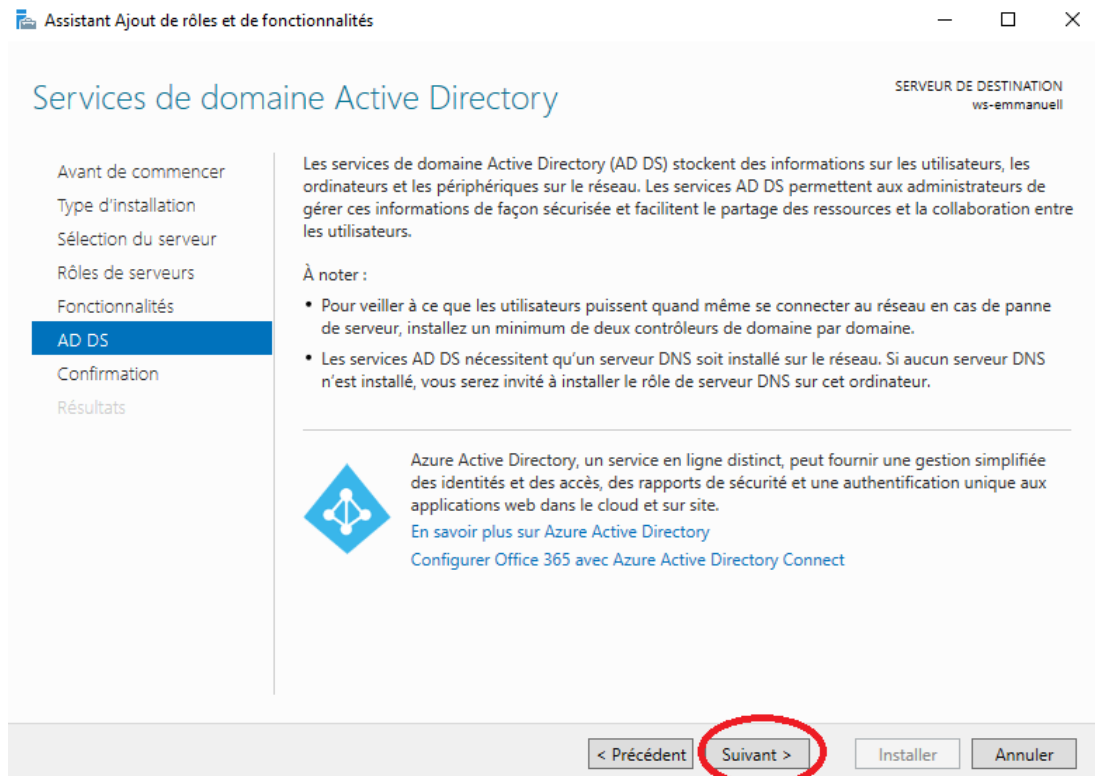 Assistant Ajout de rôles et de fonctionnalités
Services de domaine Active Directory
SERVEUR DE DESTINATION
ws-emmanuell
Avant de commencer
Type d'installation
Sélection du serveur
Rôles de serveurs
Fonctionnalités
AD DS
Confirmation
Résultats
Les services de domaine Active Directory (AD DS) stockent des informations sur les utilisateurs, les
ordinateurs et les périphériques sur le réseau. Les services AD DS permettent aux administrateurs de
gérer ces informations de façon sécurisée et facilitent le partage des ressources et la collaboration entre
les utilisateurs.
À noter :
• Pour veiller à ce que les utilisateurs puissent quand même se connecter au réseau en cas de panne
de serveur, installez un minimum de deux contrôleurs de domaine par domaine.
• Les services AD DS nécessitent qu'un serveur DNS soit installé sur le réseau. Si aucun serveur DNS
n'est installé, vous serez invité à installer le rôle de serveur DNS sur cet ordinateur.
Azure Active Directory, un service en ligne distinct, peut fournir une gestion simplifiée
des identités et des accès, des rapports de sécurité et une authentification unique aux
applications web dans le cloud et sur site.
En savoir plus sur Azure Active Directory
Configurer Office 365 avec Azure Active Directory Connect
< Précédent
Suivant >
Installer
Annuler